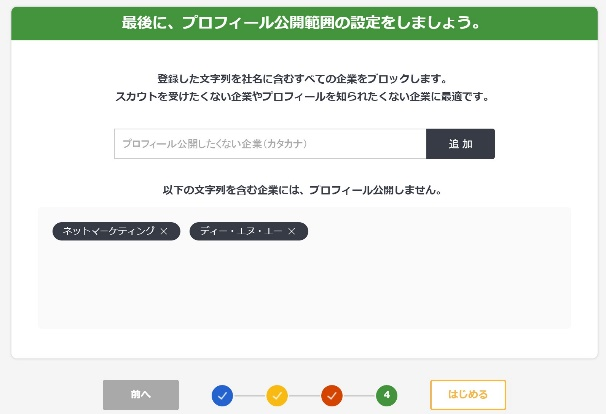 最後に、プロフィール公開範囲の設定をしましょう。
登録した文字列を社名に含むすべての企業をブロックします。
スカウトを受けたくない企業やプロフィールを知られたくない企業に最適です。
プロフィール公開したくない企業(カタカナ)
追 加
以下の文字列を含む企業には、プロフィール公開しません。
ネットマーケティング ×
ディー・エヌ・エー ×
前へ
4
はじめる